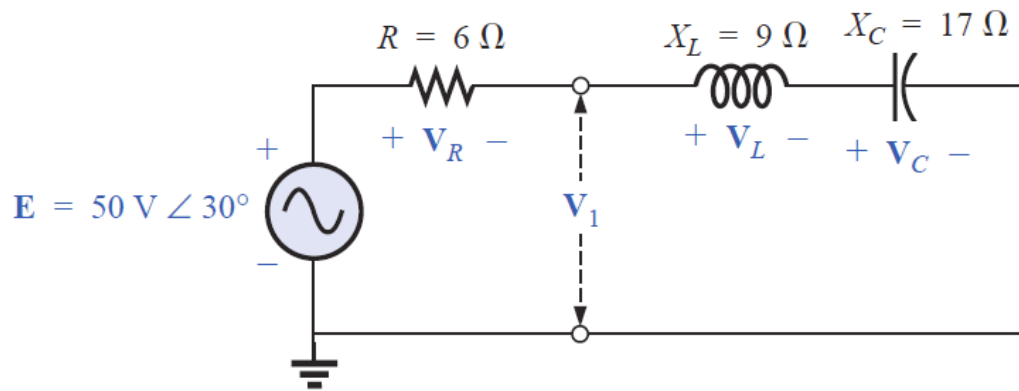 R = 6 Ω
X_L = 9 Ω
X_C = 17 Ω
+ V_R −
+ V_L −
+ V_C −
+
E = 50 V ∠ 30°
−
V_1